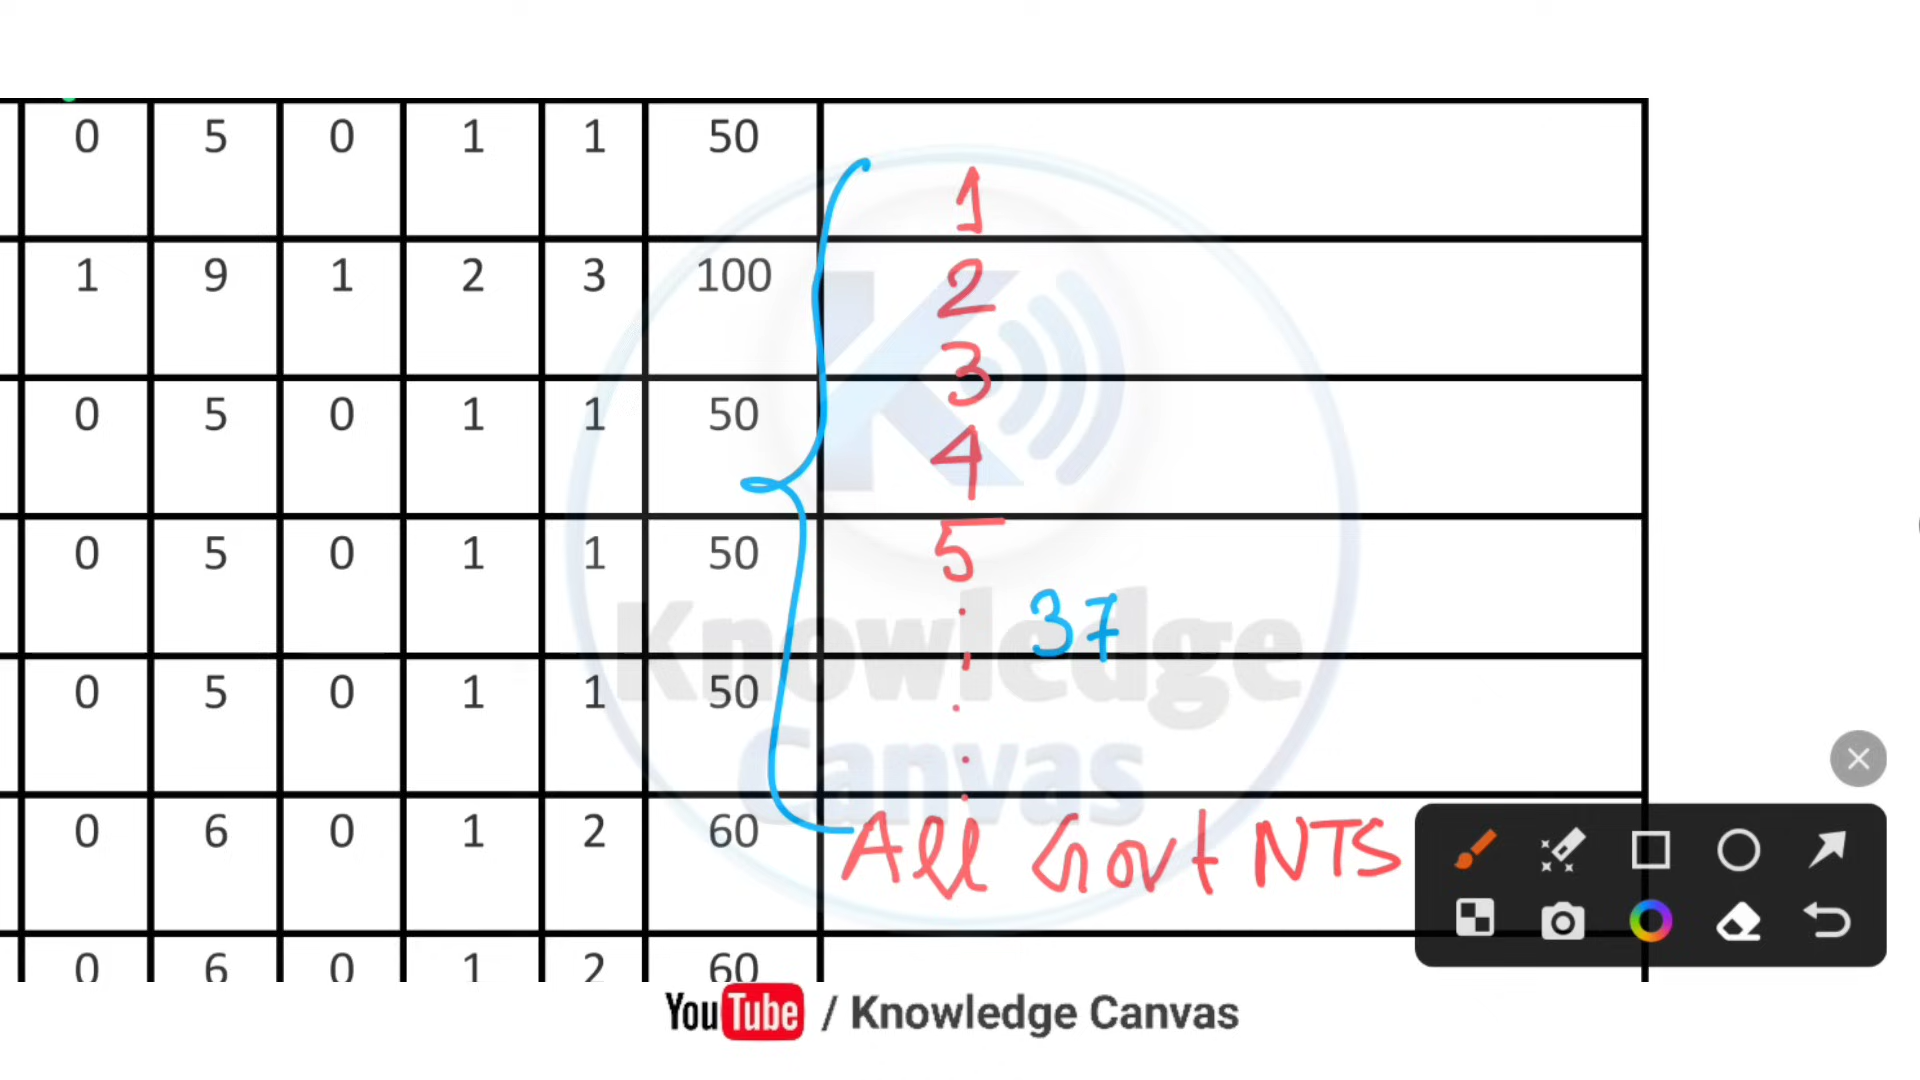 0 5 0 1 1 50
1
1 9 1 2 3 100
2
3
0 5 0 1 1 50
4
0 5 0 1 1 50
5
37
0 5 0 1 1 50
0 6 0 1 2 60
All Govt NTS
0 6 0 1 2 60
Knowledge
Canvas
YouTube / Knowledge Canvas